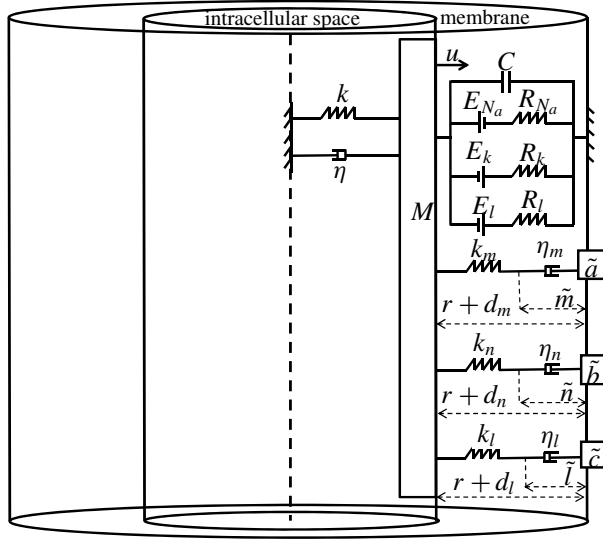 intracellular space membrane
u C
k E_{N_a} R_{N_a}
η E_k R_k
M E_l R_l
k_m η_m ã
r + d_m m̃
k_n η_n b̃
r + d_n ñ
k_l η_l c̃
r + d_l l̃